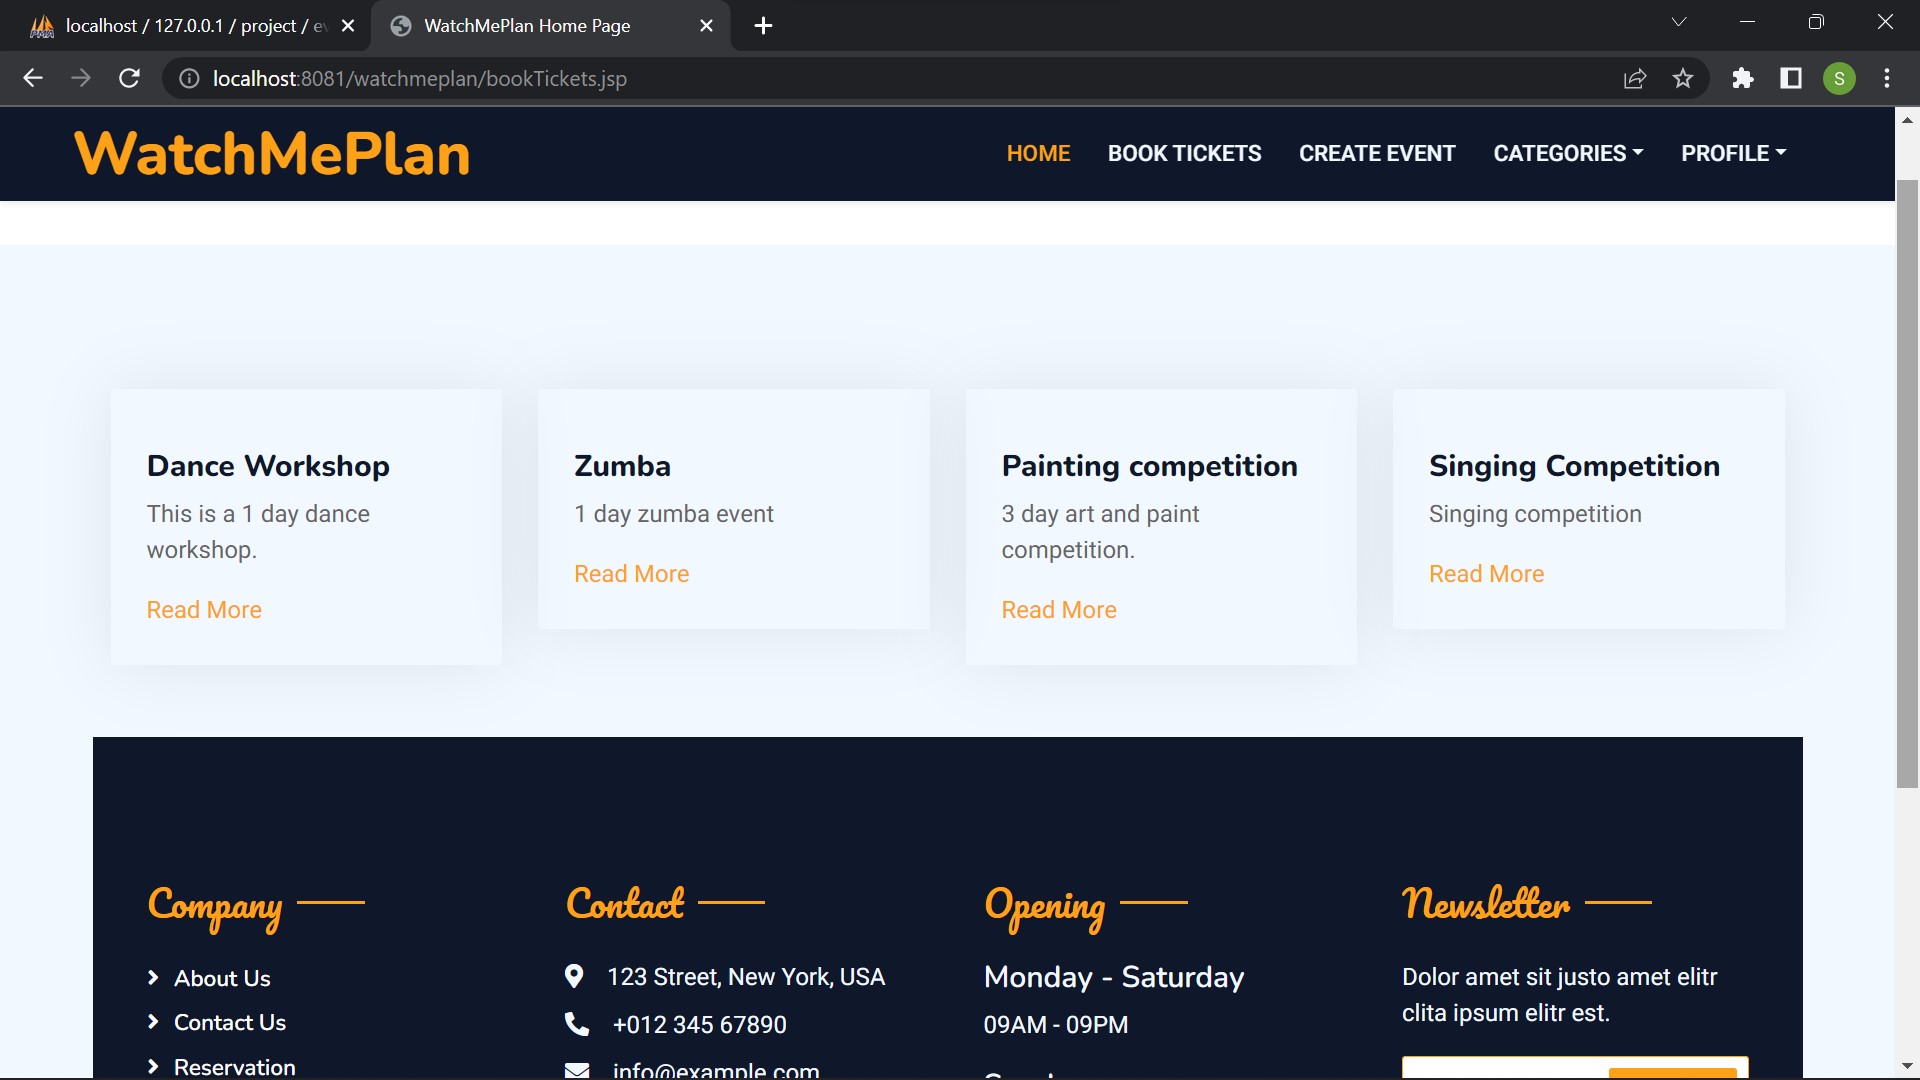 localhost / 127.0.0.1 / project / ev
WatchMePlan Home Page
localhost:8081/watchmeplan/bookTickets.jsp
S
WatchMePlan
HOME
BOOK TICKETS
CREATE EVENT
CATEGORIES
PROFILE
Dance Workshop
This is a 1 day dance
workshop.
Read More
Zumba
1 day zumba event
Read More
Painting competition
3 day art and paint
competition.
Read More
Singing Competition
Singing competition
Read More
Company
About Us
Contact Us
Reservation
Contact
123 Street, New York, USA
+012 345 67890
info@example.com
Opening
Monday - Saturday
09AM - 09PM
Newsletter
Dolor amet sit justo amet elitr
clita ipsum elitr est.